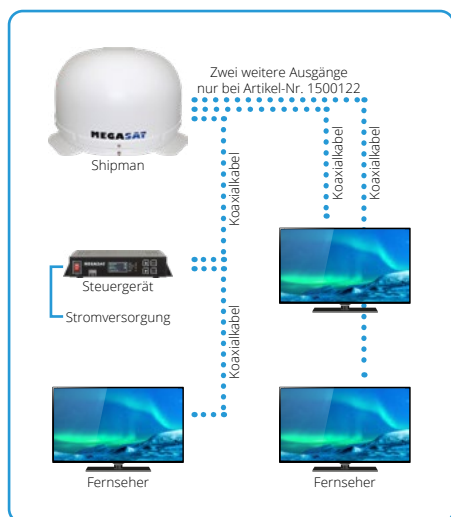 Zwei weitere Ausgänge
nur bei Artikel-Nr. 1500122
MEGASAT
Shipman
Koaxialkabel
Koaxialkabel
Koaxialkabel
MEGASAT
Steuergerät
Stromversorgung
Koaxialkabel
Fernseher
Fernseher